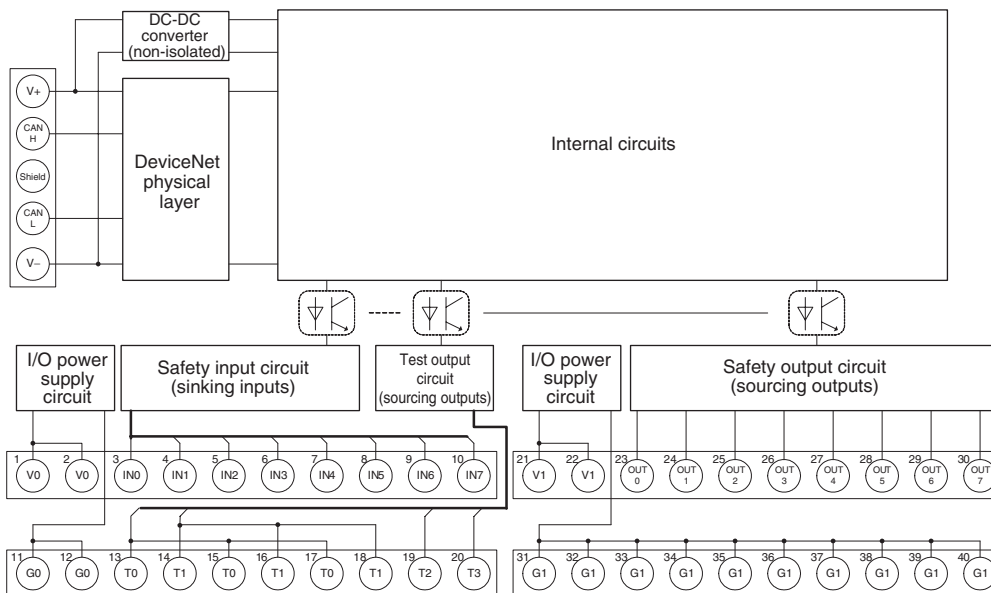 DC-DC
converter
(non-isolated)
V+
CAN
H
Shield
CAN
L
V–
DeviceNet
physical
layer
Internal circuits
I/O power
supply
circuit
Safety input circuit
(sinking inputs)
Test output
circuit
(sourcing outputs)
I/O power
supply
circuit
Safety output circuit
(sourcing outputs)
1 2 3 4 5 6 7 8 9 10
V0 V0 IN0 IN1 IN2 IN3 IN4 IN5 IN6 IN7
21 22 23 24 25 26 27 28 29 30
V1 V1 OUT 0 OUT 1 OUT 2 OUT 3 OUT 4 OUT 5 OUT 6 OUT 7
11 12 13 14 15 16 17 18 19 20
G0 G0 T0 T1 T0 T1 T0 T1 T2 T3
31 32 33 34 35 36 37 38 39 40
G1 G1 G1 G1 G1 G1 G1 G1 G1 G1